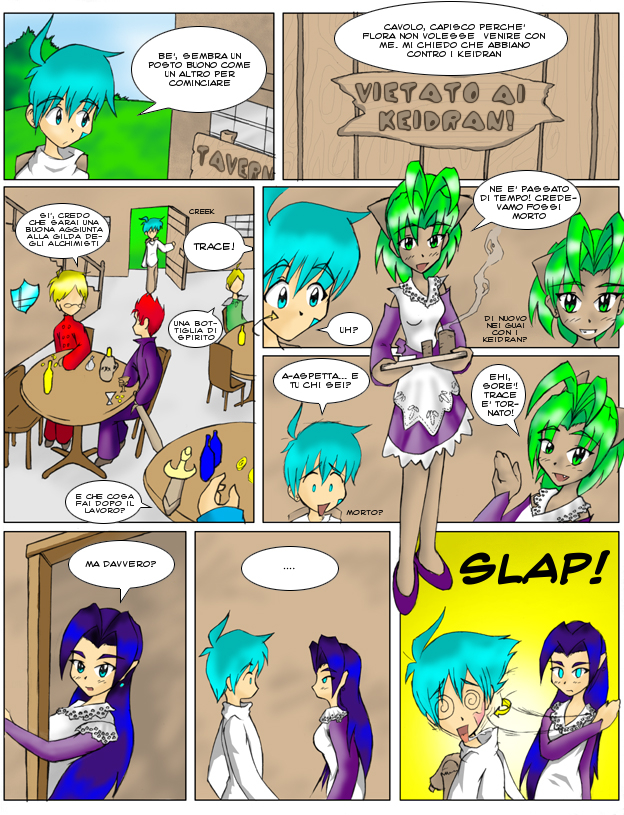 BE', SEMBRA UN
POSTO BUONO COME
UN ALTRO PER
COMINCIARE
TAVERN
CAVOLO, CAPISCO PERCHE'
FLORA NON VOLESSE VENIRE CON
ME. MI CHIEDO CHE ABBIANO
CONTRO I KEIDRAN
VIETATO AI
KEIDRAN!
SI', CREDO
CHE SARAI UNA
BUONA AGGIUNTA
ALLA GILDA DE-
GLI ALCHIMISTI
CREEK
TRACE!
UNA BOT-
TIGLIA DI
SPIRITO
E CHE COSA
FAI DOPO IL
LAVORO?
NE E' PASSATO
DI TEMPO! CREDE-
VAMO FOSSI
MORTO
UH?
DI NUOVO
NEI GUAI
CON I
KEIDRAN?
A-ASPETTA... E
TU CHI SEI?
MORTO?
EHI,
SORE'!
TRACE
E' TOR-
NATO!
MA DAVVERO?
....
SLAP!